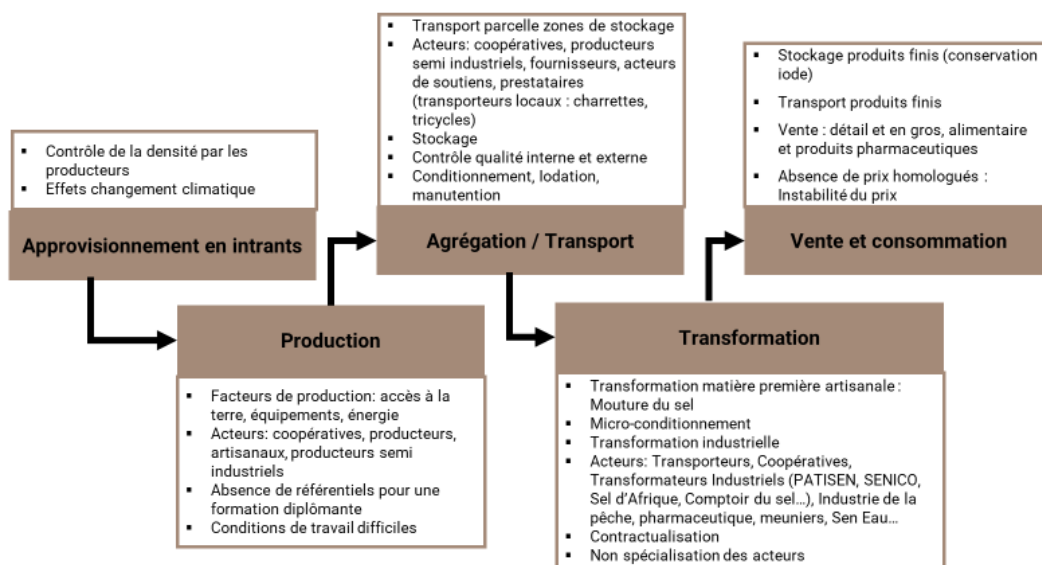 ▪ Contrôle de la densité par les
producteurs
▪ Effets changement climatique
Approvisionnement en intrants
Production
▪ Facteurs de production: accès à la
terre, équipements, énergie
▪ Acteurs: coopératives, producteurs,
artisanaux, producteurs semi
industriels
▪ Absence de référentiels pour une
formation diplômante
▪ Conditions de travail difficiles
▪ Transport parcelle zones de stockage
▪ Acteurs: coopératives, producteurs
semi industriels, fournisseurs, acteurs
de soutiens, prestataires
(transporteurs locaux : charrettes,
tricycles)
▪ Stockage
▪ Contrôle qualité interne et externe
▪ Conditionnement, Iodation,
manutention
Agrégation / Transport
Transformation
▪ Transformation matière première artisanale :
Mouture du sel
▪ Micro-conditionnement
▪ Transformation industrielle
▪ Acteurs: Transporteurs, Coopératives,
Transformateurs Industriels (PATISEN, SENICO,
Sel d'Afrique, Comptoir du sel…), Industrie de la
pêche, pharmaceutique, meuniers, Sen Eau…
▪ Contractualisation
▪ Non spécialisation des acteurs
▪ Stockage produits finis (conservation
iode)
▪ Transport produits finis
▪ Vente : détail et en gros, alimentaire
et produits pharmaceutiques
▪ Absence de prix homologués :
Instabilité du prix
Vente et consommation